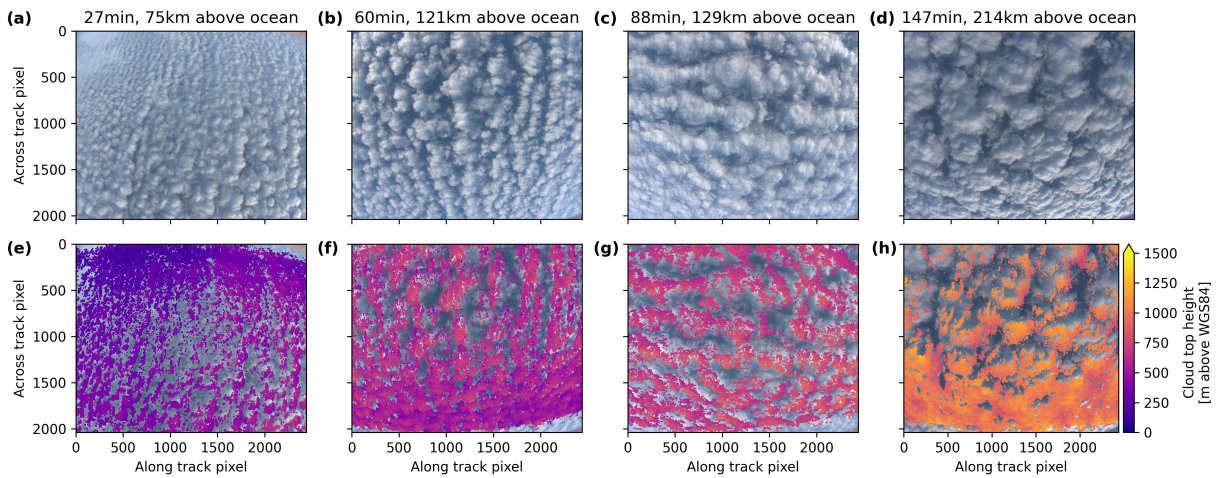 (a) 27min, 75km above ocean (b) 60min, 121km above ocean (c) 88min, 129km above ocean (d) 147min, 214km above ocean
0
500
1000
1500
2000
Across track pixel
(e) (f) (g) (h)
0
500
1000
1500
2000
Across track pixel
0 500 1000 1500 2000 0 500 1000 1500 2000 0 500 1000 1500 2000 0 500 1000 1500 2000
Along track pixel Along track pixel Along track pixel Along track pixel
1500
1250
1000
750
500
250
0
Cloud top height
[m above WGS84]